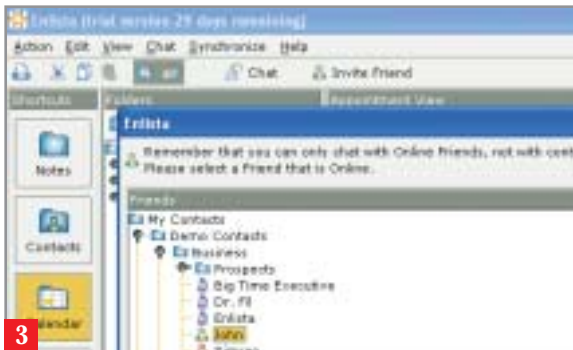 Enlista (trial version 29 days remaining)
Action Edit View Chat Synchronize Help
Chat Invite Friend
Shortcuts Folders Appointment View
Enlista
Remember that you can only chat with Online Friends, not with cont
Please select a Friend that is Online.
Notes
Friends
My Contacts
Demo Contacts
Contacts
Business
Prospects
Big Time Executive
Dr. Fil
Enlista
John
Calendar
3